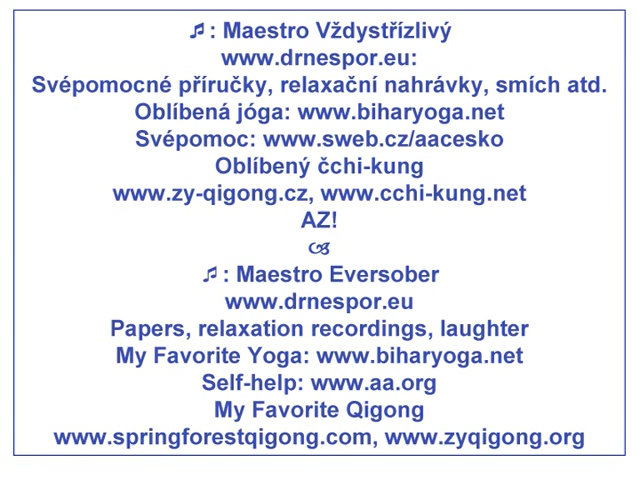 ♫ : Maestro Vždystřízlivý
www.drnespor.eu:
Svépomocné příručky, relaxační nahrávky, smích atd.
Oblíbená jóga: www.biharyoga.net
Svépomoc: www.sweb.cz/aacesko
Oblíbený čchi-kung
www.zy-qigong.cz, www.cchi-kung.net
AZ!
♫ : Maestro Eversober
www.drnespor.eu
Papers, relaxation recordings, laughter
My Favorite Yoga: www.biharyoga.net
Self-help: www.aa.org
My Favorite Qigong
www.springforestqigong.com, www.zyqigong.org